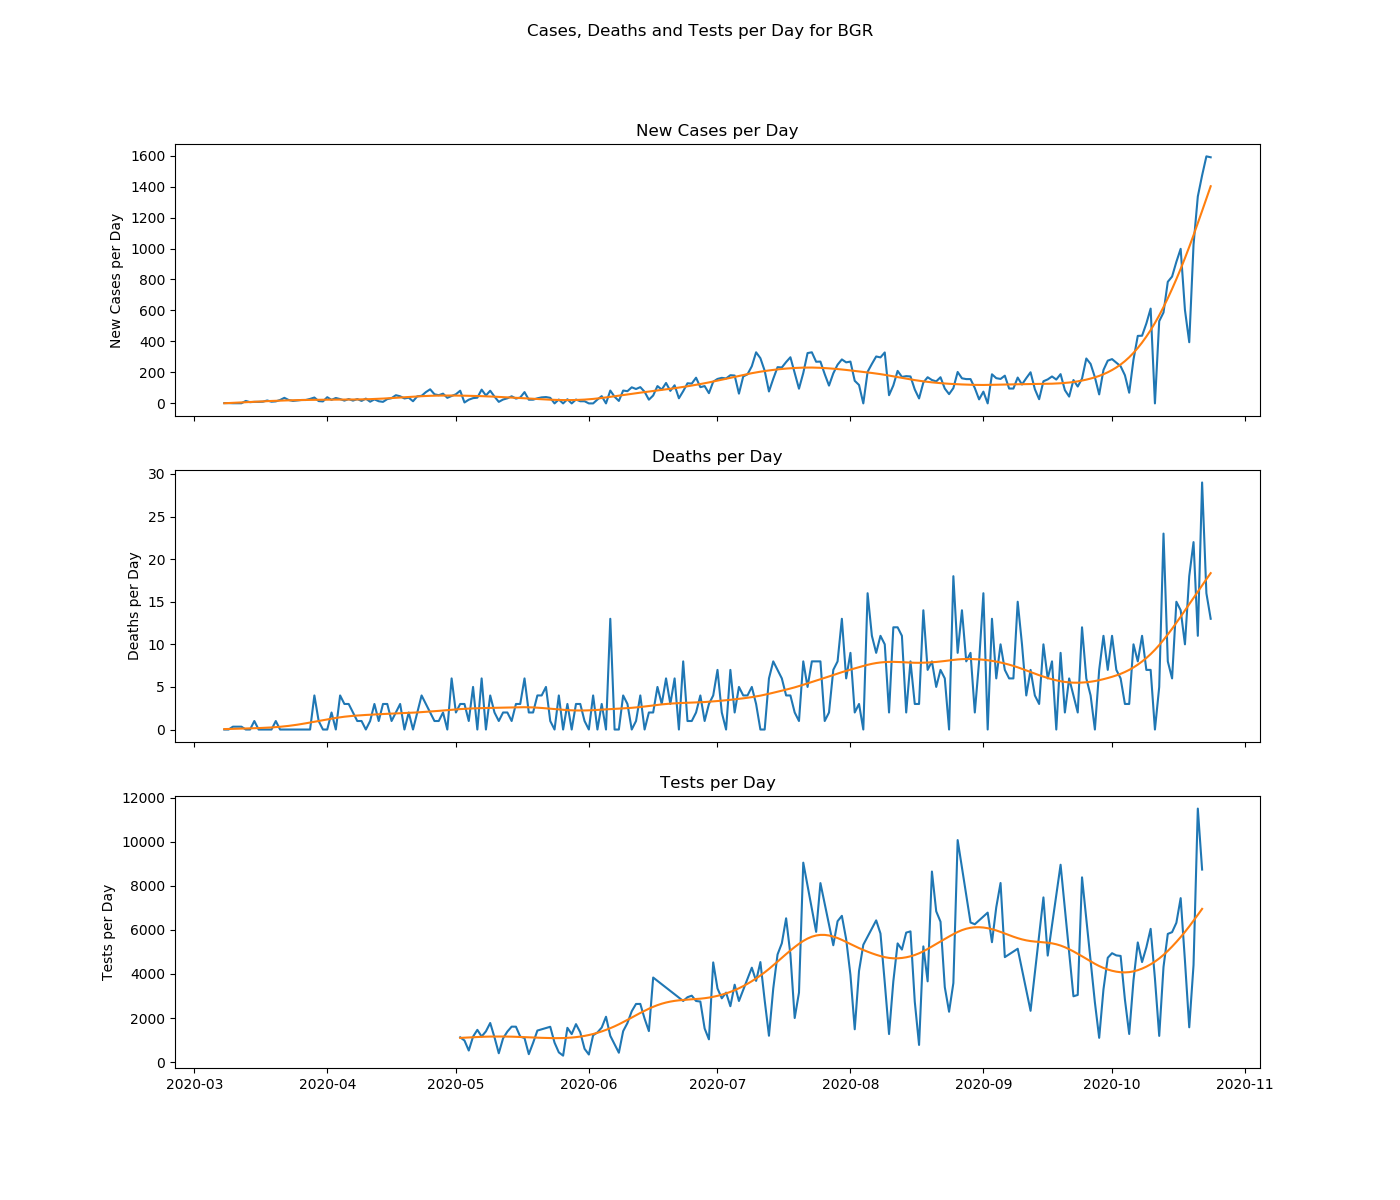 Cases, Deaths and Tests per Day for BGR
New Cases per Day
New Cases per Day
1600
1400
1200
1000
800
600
400
200
0
Deaths per Day
Deaths per Day
30
25
20
15
10
5
0
Tests per Day
Tests per Day
12000
10000
8000
6000
4000
2000
0
2020-03 2020-04 2020-05 2020-06 2020-07 2020-08 2020-09 2020-10 2020-11